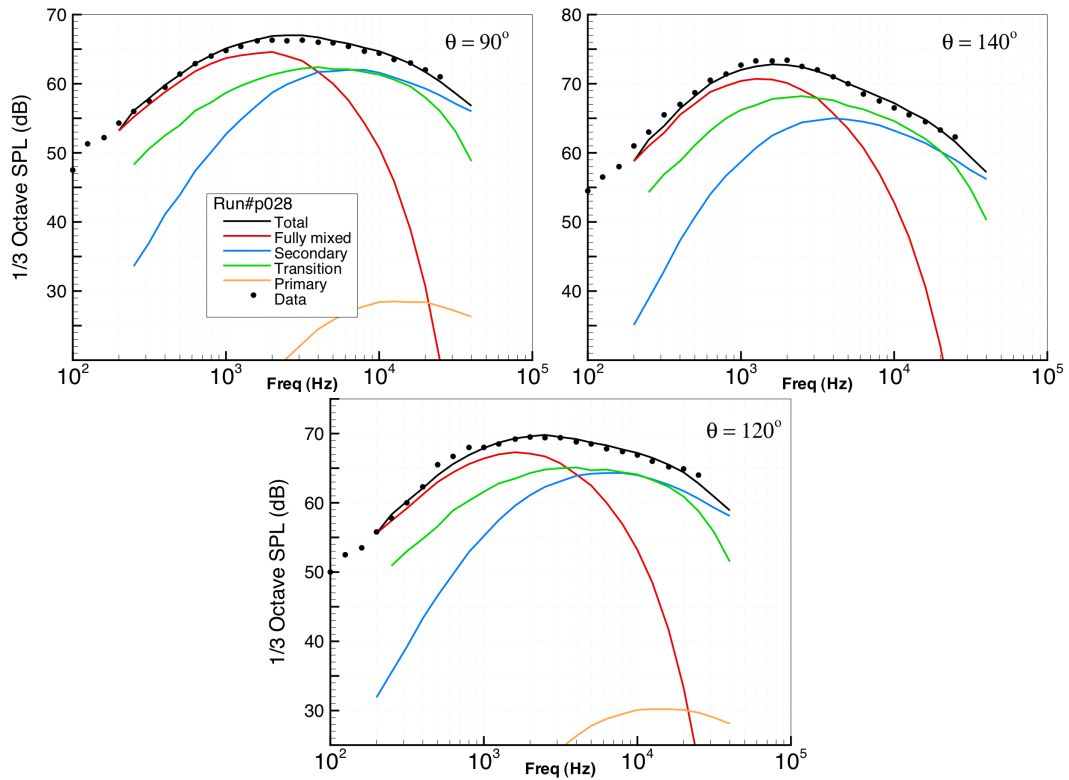 70
60
50
40
30
1/3 Octave SPL (dB)
θ = 90°
Run#p028
Total
Fully mixed
Secondary
Transition
Primary
Data
10² 10³ 10⁴ 10⁵
Freq (Hz)
80
70
60
50
40
θ = 140°
10² 10³ 10⁴ 10⁵
Freq (Hz)
70
60
50
40
30
1/3 Octave SPL (dB)
θ = 120°
10² 10³ 10⁴ 10⁵
Freq (Hz)